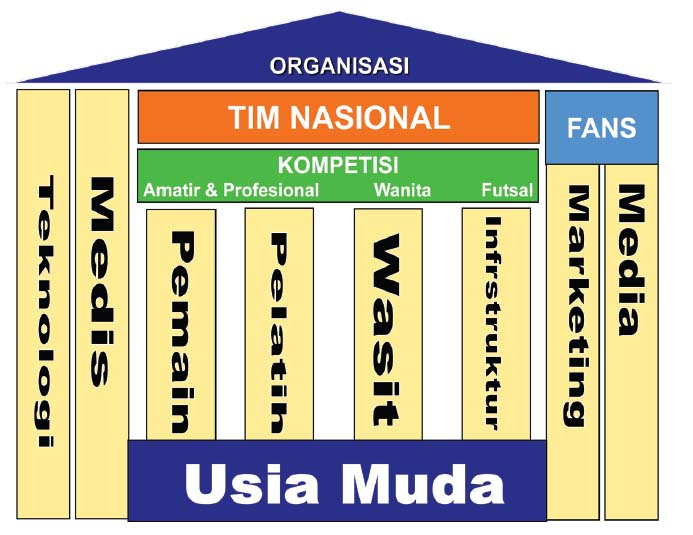 ORGANISASI
TIM NASIONAL
FANS
KOMPETISI
Amatir & Profesional Wanita Futsal
Teknologi
Medis
Pemain
Pelatih
Wasit
Infrstruktur
Marketing
Media
Usia Muda